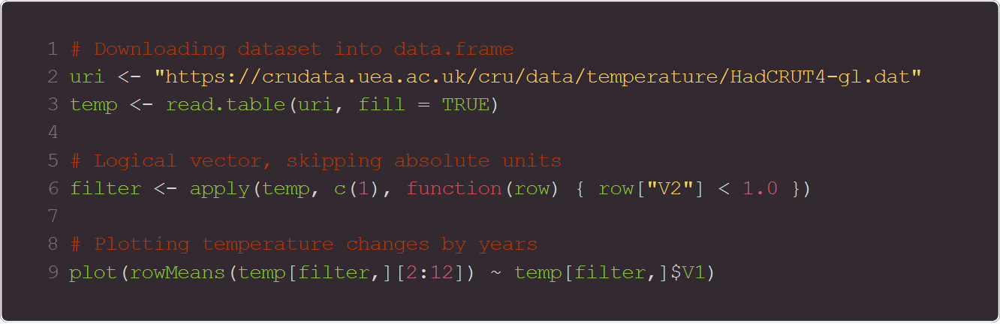 1 # Downloading dataset into data.frame
2 uri <- "https://crudata.uea.ac.uk/cru/data/temperature/HadCRUT4-gl.dat"
3 temp <- read.table(uri, fill = TRUE)
4
5 # Logical vector, skipping absolute units
6 filter <- apply(temp, c(1), function(row) { row["V2"] < 1.0 })
7
8 # Plotting temperature changes by years
9 plot(rowMeans(temp[filter,][2:12]) ~ temp[filter,]$V1)